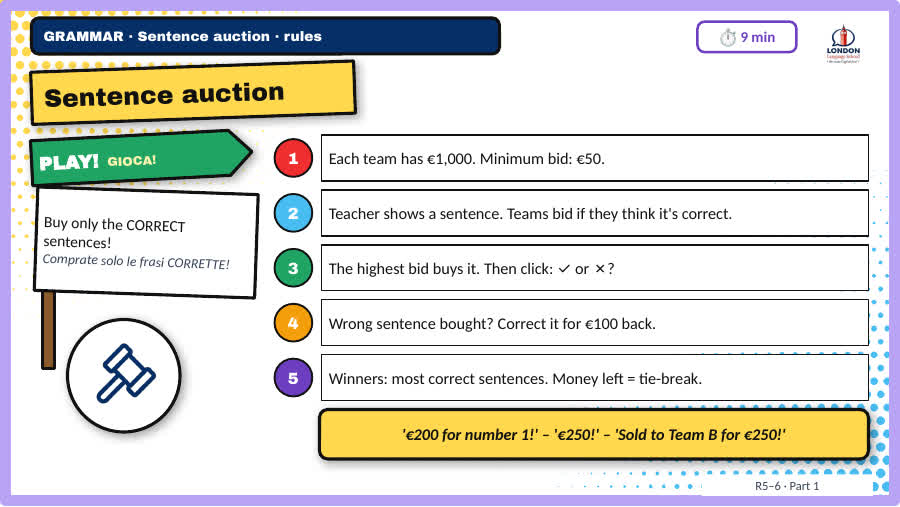 GRAMMAR · Sentence auction · rules
⏱️ 9 min
LONDON
Language School
Sentence auction
PLAY! GIOCA!
Buy only the CORRECT
sentences!
Comprate solo le frasi CORRETTE!
1 Each team has €1,000. Minimum bid: €50.
2 Teacher shows a sentence. Teams bid if they think it's correct.
3 The highest bid buys it. Then click: ✓ or ✗?
4 Wrong sentence bought? Correct it for €100 back.
5 Winners: most correct sentences. Money left = tie-break.
'€200 for number 1!' – '€250!' – 'Sold to Team B for €250!'
R5–6 · Part 1